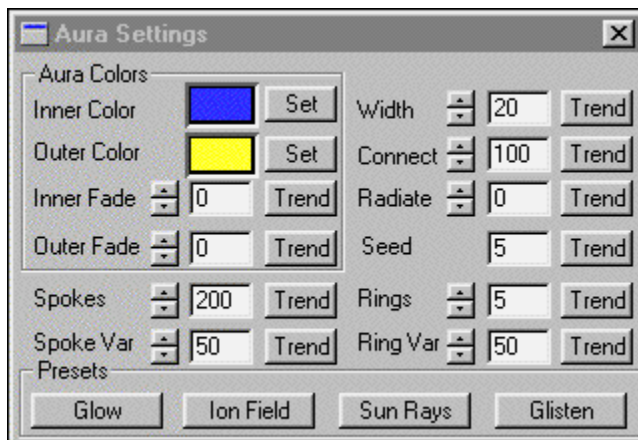 Aura Settings
Aura Colors
Inner Color Set Width 20 Trend
Outer Color Set Connect 100 Trend
Inner Fade 0 Trend Radiate 0 Trend
Outer Fade 0 Trend Seed 5 Trend
Spokes 200 Trend Rings 5 Trend
Spoke Var 50 Trend Ring Var 50 Trend
Presets
Glow Ion Field Sun Rays Glisten